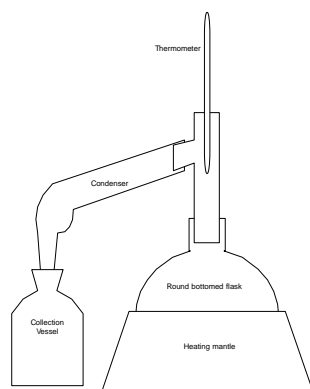 Thermometer
Condenser
Round bottomed flask
Collection
Vessel
Heating mantle